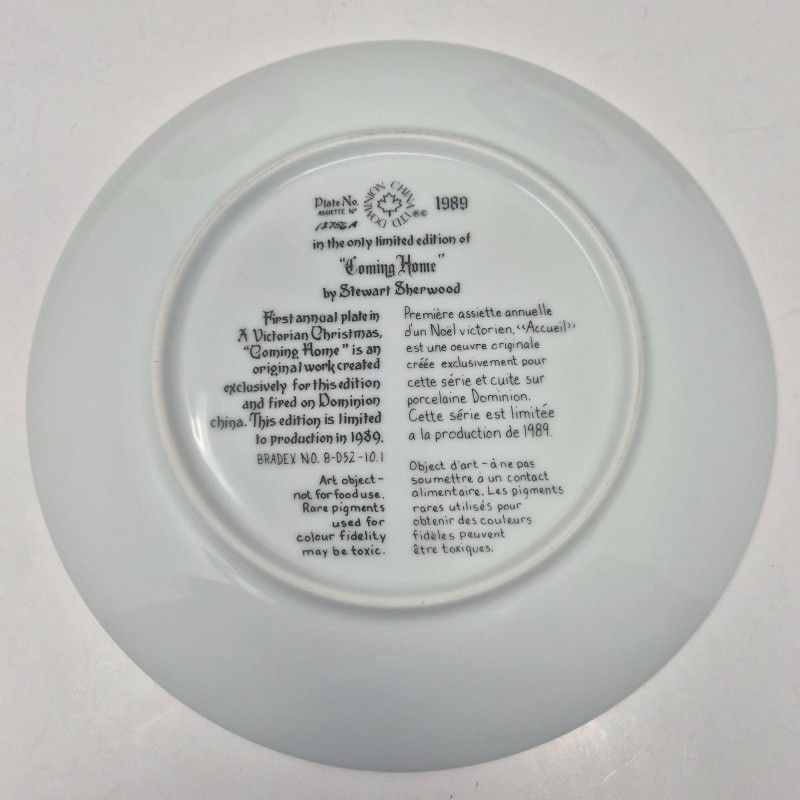 Plate No.
ASSIETTE Nº
DOMINION CHINA LTD
®©
1989
13756A
in the only limited edition of
"Coming Home"
by Stewart Sherwood
First annual plate in
A Victorian Christmas,
"Coming Home" is an
original work created
exclusively for this edition
and fired on Dominion
china. This edition is limited
to production in 1989.
BRADEX NO. 8-D52-10.1
Art object-
not for food use.
Rare pigments
used for
colour fidelity
may be toxic.
Première assiette annuelle
d'un Noël victorien, <<Accueil>>
est une oeuvre originale
créée exclusivement pour
cette série et cuite sur
porcelaine Dominion.
Cette série est limitée
a la production de 1989.
Object d'art - à ne pas
soumettre à un contact
alimentaire. Les pigments
rares utilisés pour
obtenir des couleurs
fidèles peuvent
être toxiques.